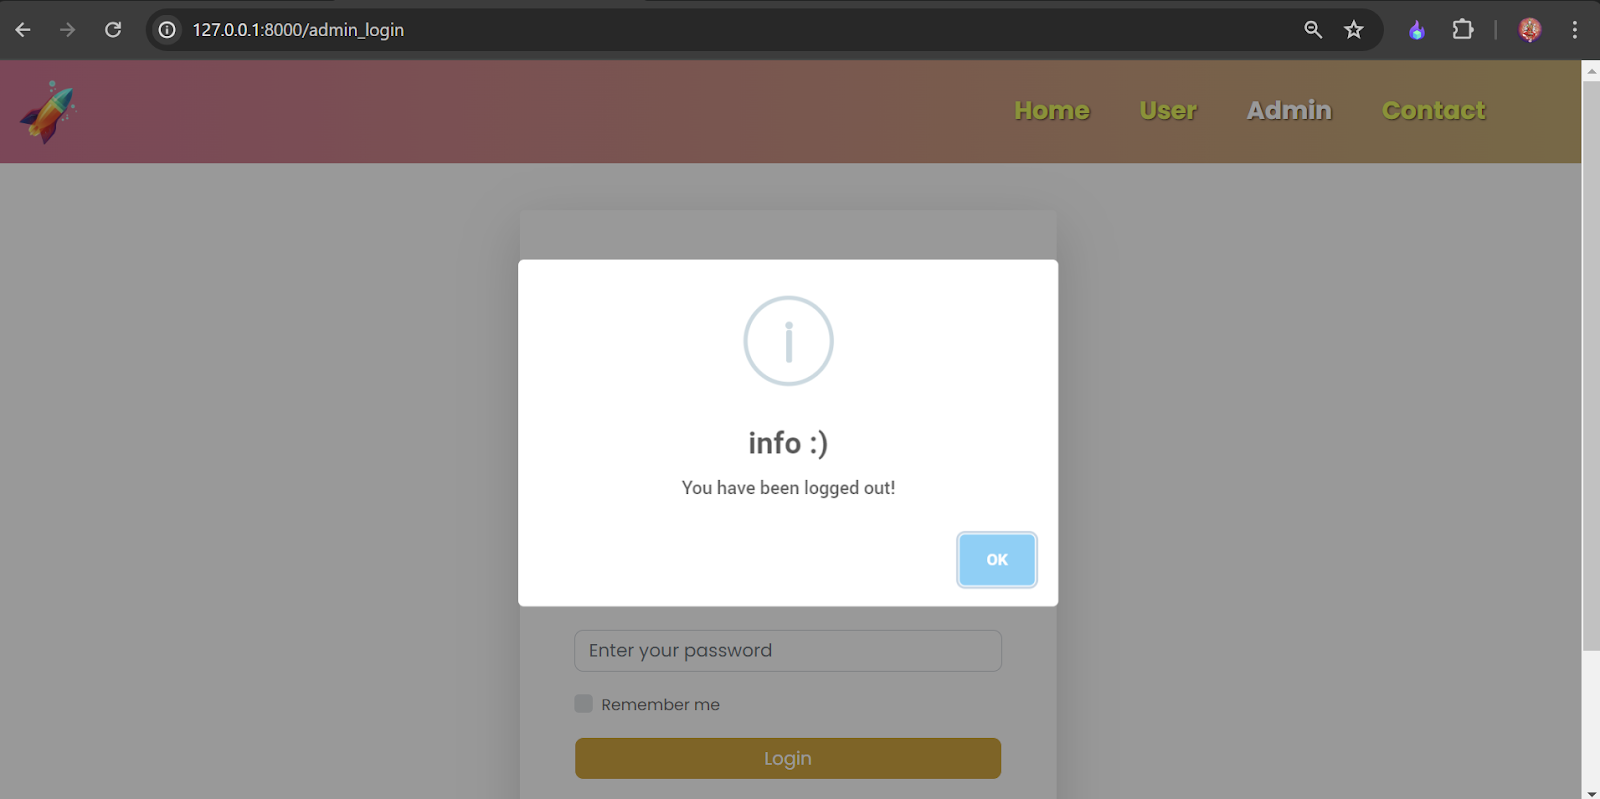 127.0.0.1:8000/admin_login
Home User Admin Contact
info :)
You have been logged out!
OK
Enter your password
Remember me
Login